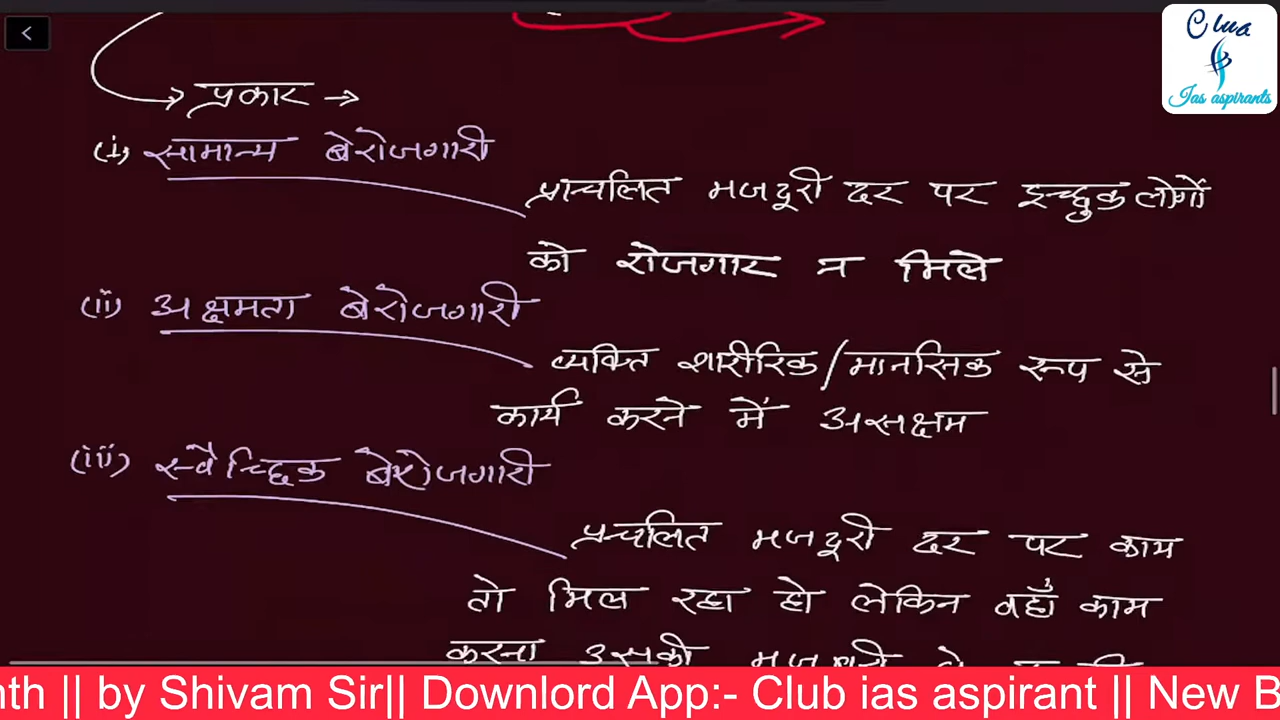 Clua
Ias aspirants
प्रकार →
(i) सामान्य बेरोजगारी
प्राचलित मजदूरी दर पर इच्छुक लोगों
को रोजगार न मिले
(ii) अक्षमता बेरोजगारी
व्यक्ति शारीरिक/मानसिक रूप से
कार्य करने में असक्षम
(iii) स्वैच्छिक बेरोजगारी
प्रचलित मजदूरी दर पर काम
तो मिल रहा हो लेकिन वहाँ काम
करना उसकी
nth || by Shivam Sir|| Downlord App:- Club ias aspirant || New B